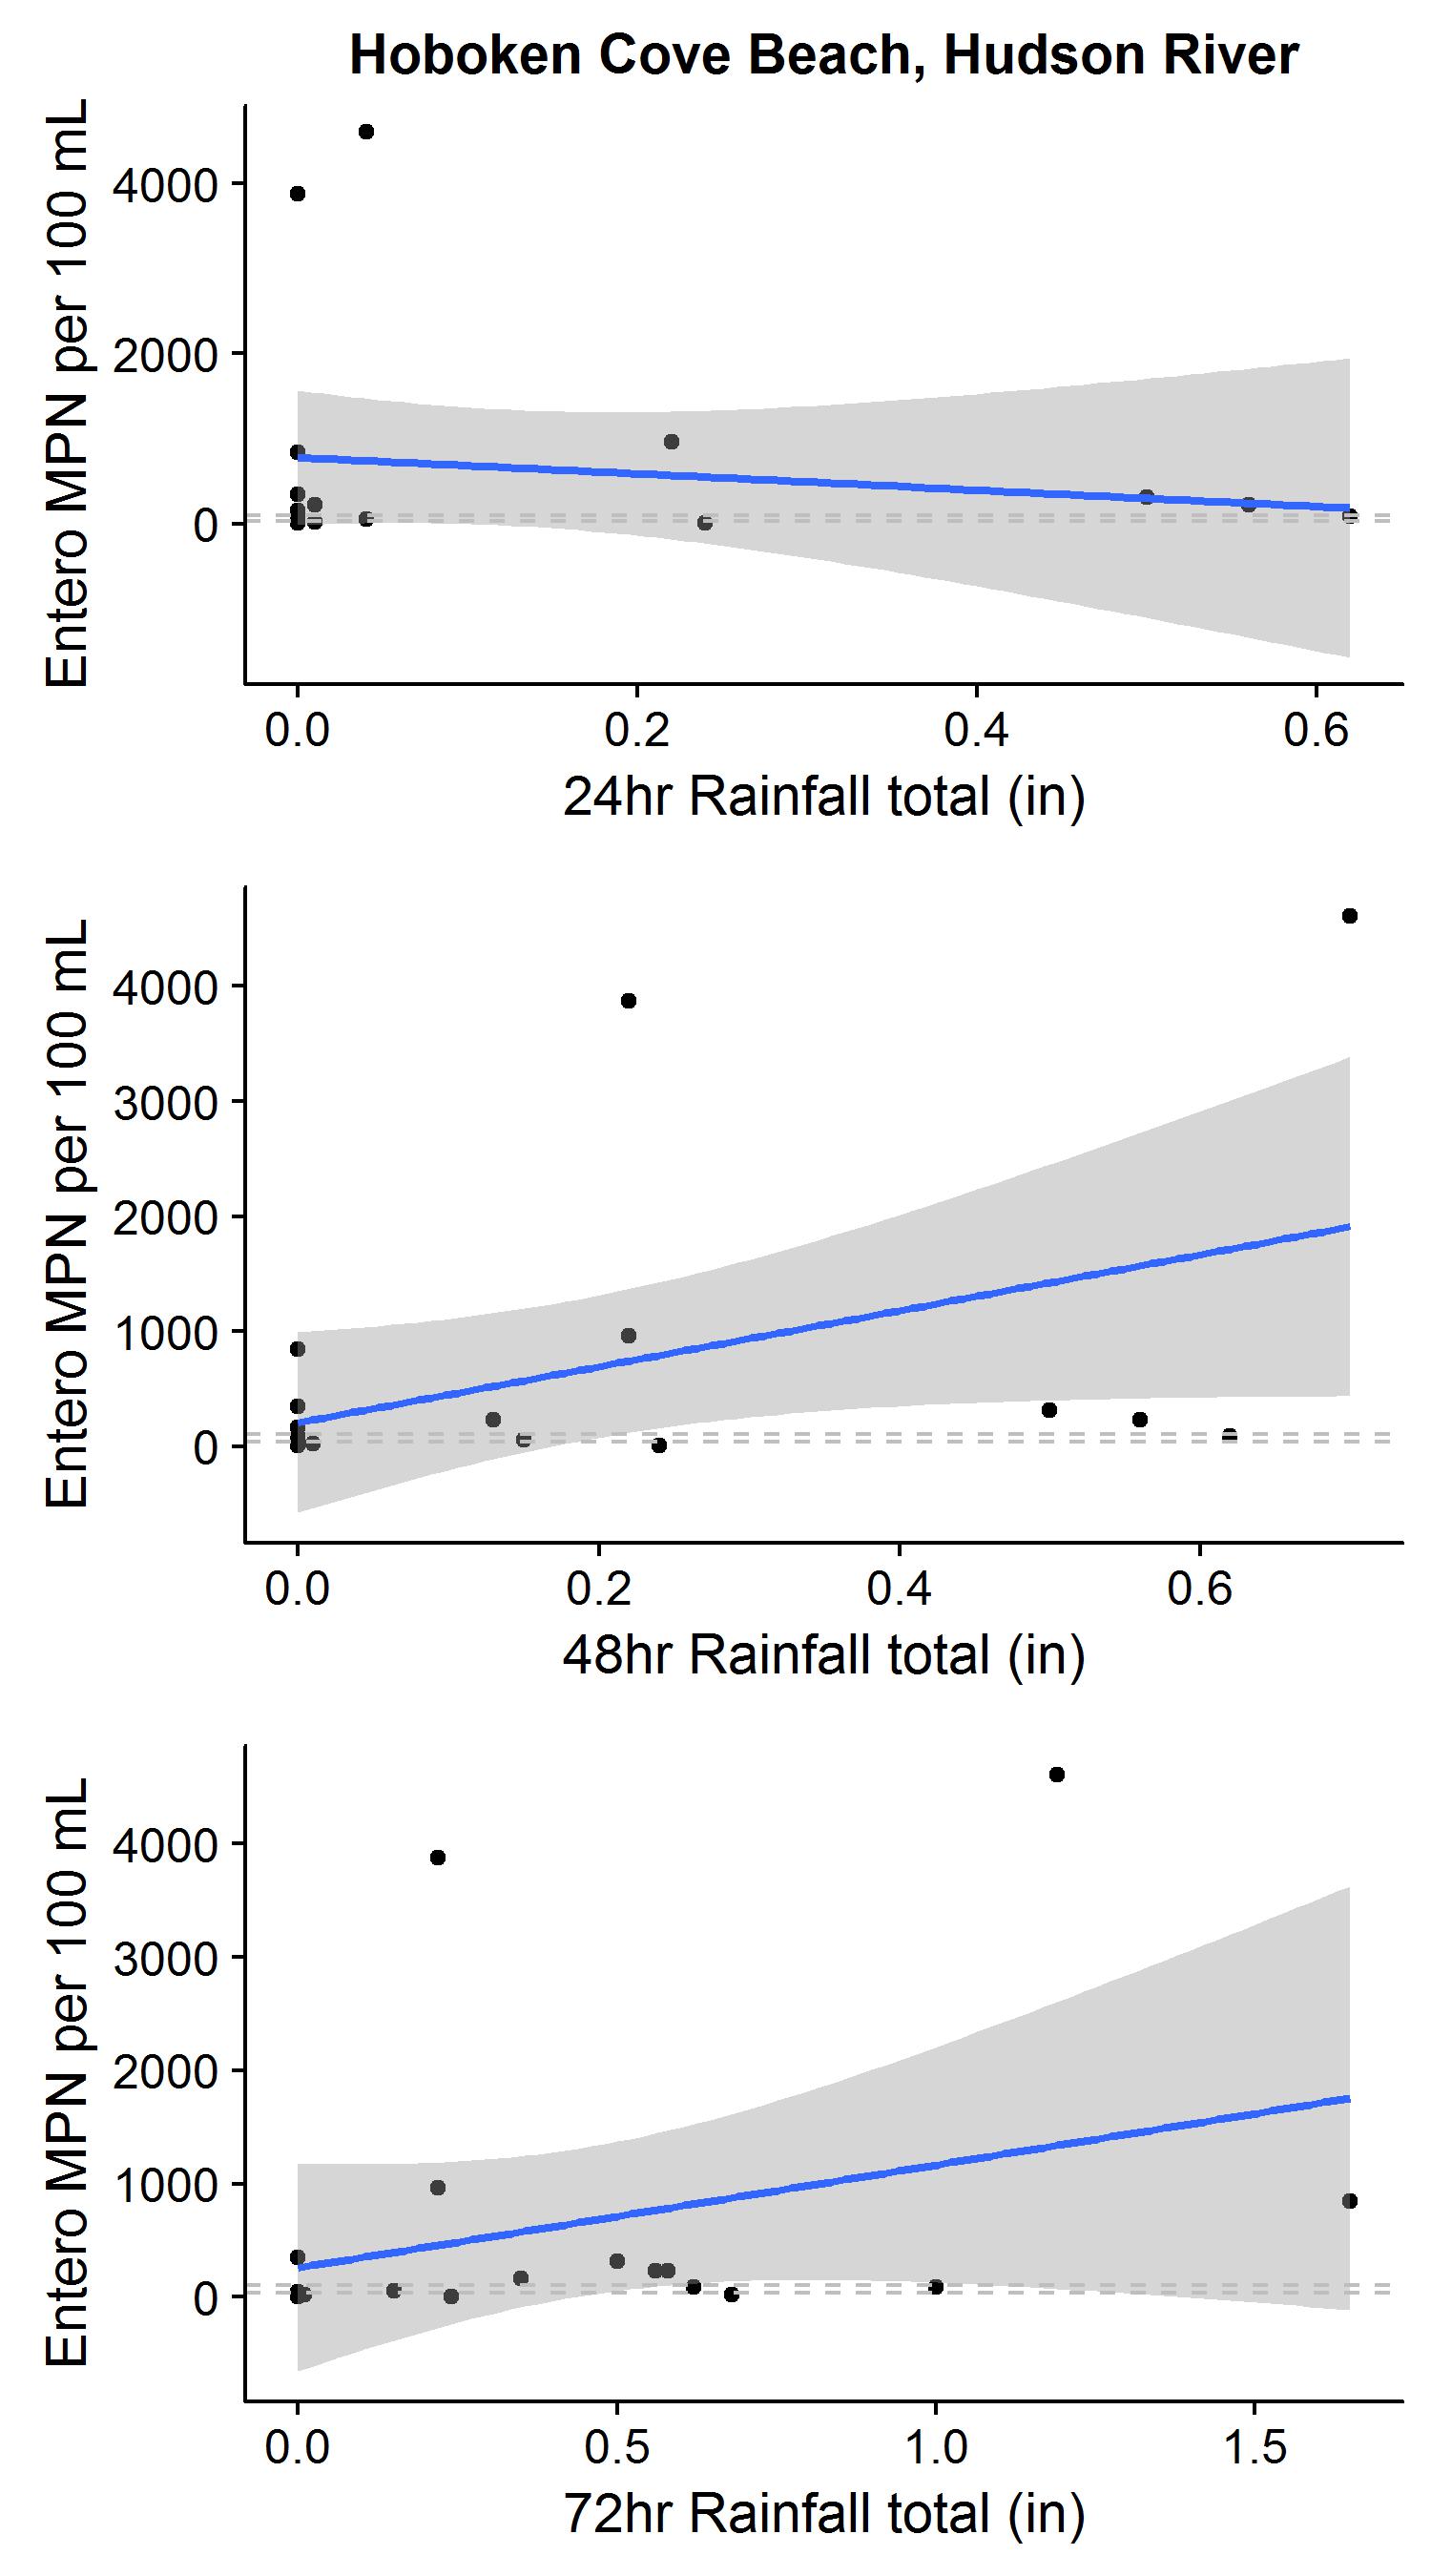 Hoboken Cove Beach, Hudson River
Entero MPN per 100 mL
4000
2000
0
0.0 0.2 0.4 0.6
24hr Rainfall total (in)
Entero MPN per 100 mL
4000
3000
2000
1000
0
0.0 0.2 0.4 0.6
48hr Rainfall total (in)
Entero MPN per 100 mL
4000
3000
2000
1000
0
0.0 0.5 1.0 1.5
72hr Rainfall total (in)